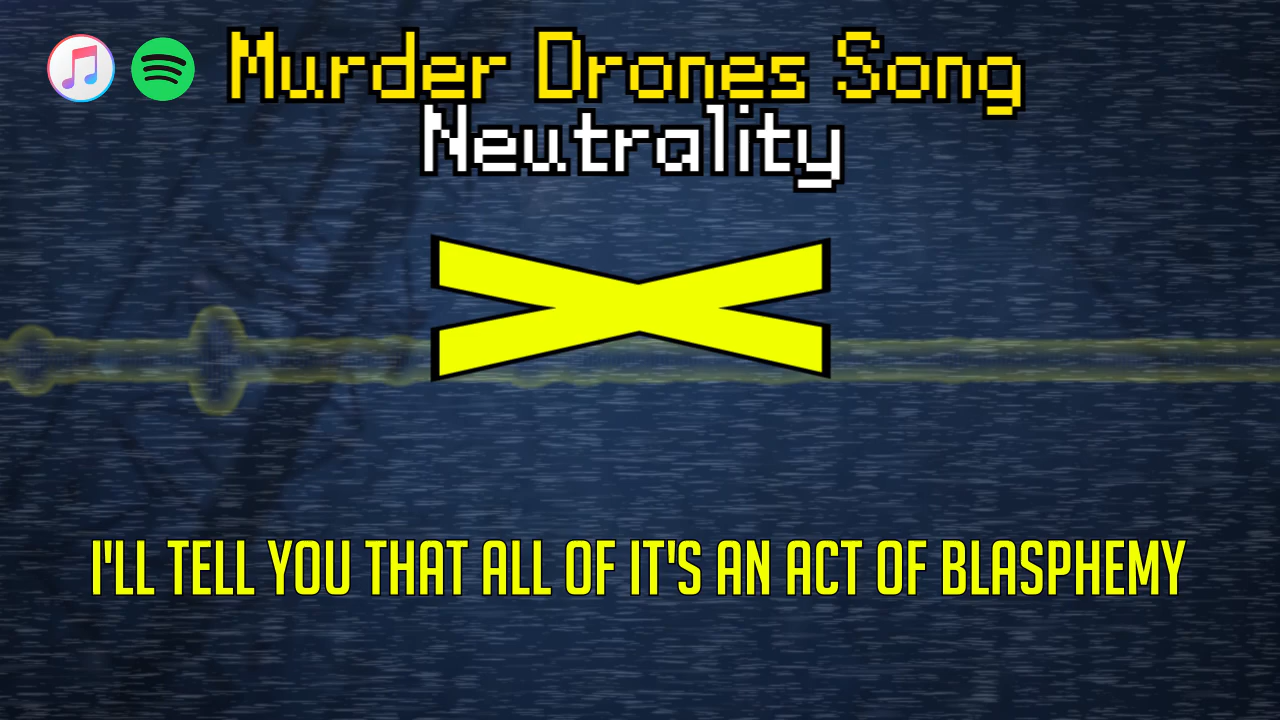 Murder Drones Song
Neutrality
I'LL TELL YOU THAT ALL OF IT'S AN ACT OF BLASPHEMY